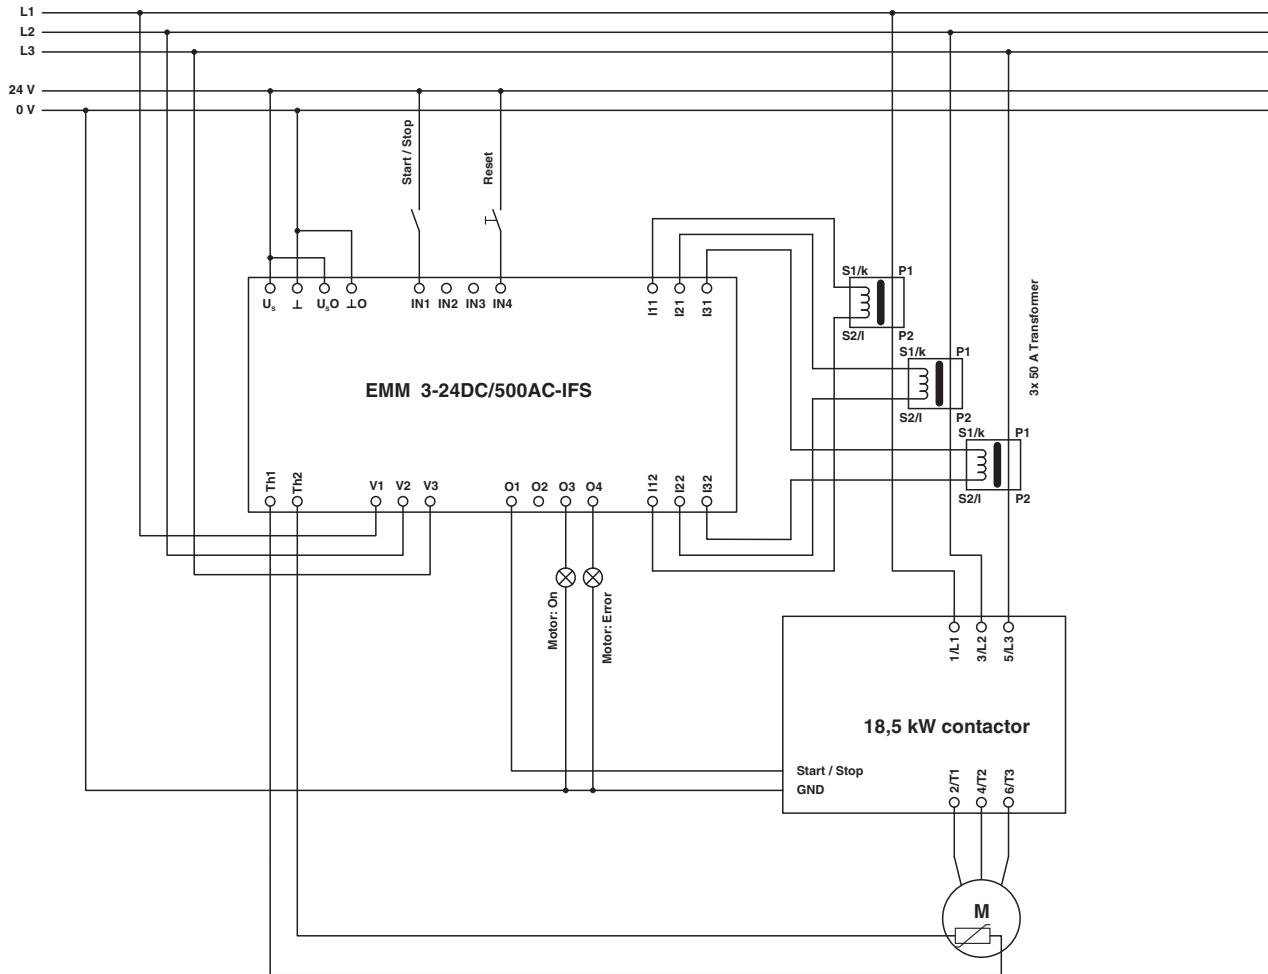 L1
L2
L3
24 V
0 V
Start / Stop
Reset
Us
⊥
UsO
⊥O
IN1
IN2
IN3
IN4
I11
I21
I31
S1/k
P1
S2/l
P2
S1/k
P1
S2/l
P2
S1/k
P1
S2/l
P2
3x 50 A Transformer
EMM 3-24DC/500AC-IFS
Th1
Th2
V1
V2
V3
O1
O2
O3
O4
I12
I22
I32
Motor: On
Motor: Error
1/L1
3/L2
5/L3
18,5 kW contactor
Start / Stop
GND
2/T1
4/T2
6/T3
M